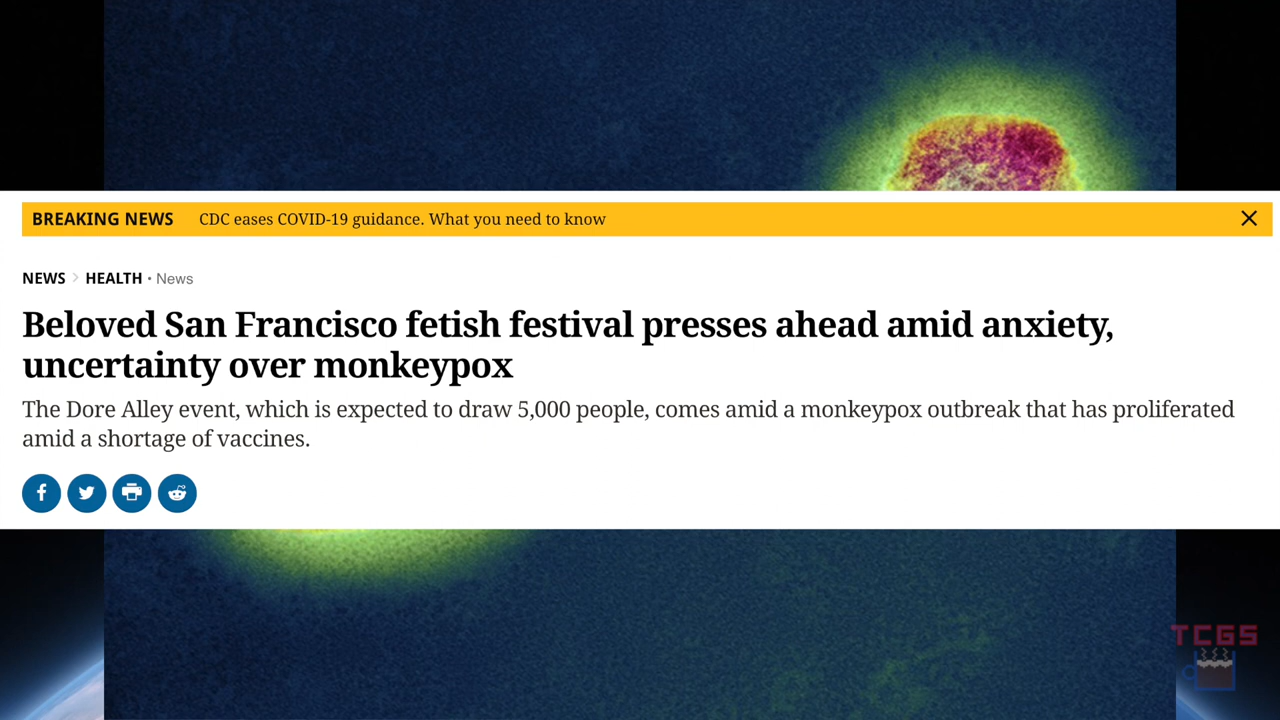 BREAKING NEWS CDC eases COVID-19 guidance. What you need to know
NEWS > HEALTH • News
Beloved San Francisco fetish festival presses ahead amid anxiety,
uncertainty over monkeypox
The Dore Alley event, which is expected to draw 5,000 people, comes amid a monkeypox outbreak that has proliferated
amid a shortage of vaccines.
TCGS